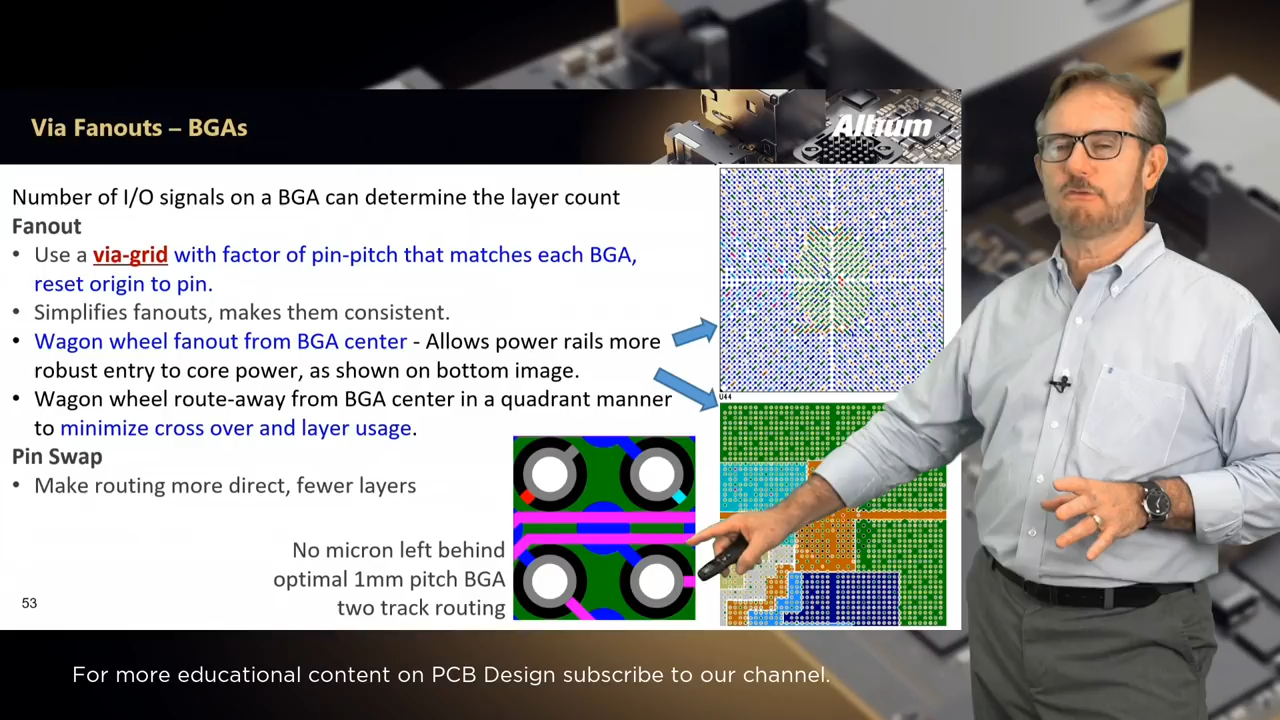 Via Fanouts – BGAs
Altium
Number of I/O signals on a BGA can determine the layer count
Fanout
• Use a via-grid with factor of pin-pitch that matches each BGA,
reset origin to pin.
• Simplifies fanouts, makes them consistent.
• Wagon wheel fanout from BGA center - Allows power rails more
robust entry to core power, as shown on bottom image.
• Wagon wheel route-away from BGA center in a quadrant manner
to minimize cross over and layer usage.
Pin Swap
• Make routing more direct, fewer layers
U44
No micron left behind
optimal 1mm pitch BGA
two track routing
53
For more educational content on PCB Design subscribe to our channel.